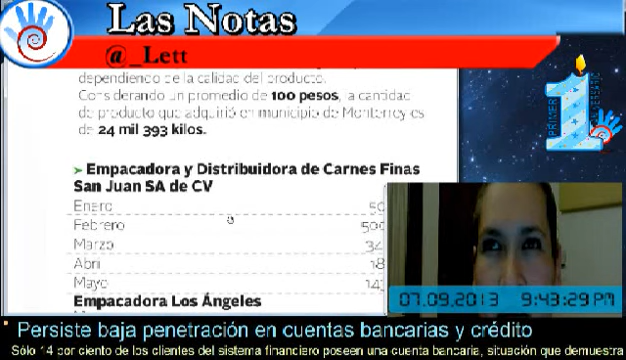 Las Notas
@_Lett
dependiendo de la calidad del producto.
Considerando un promedio de 100 pesos, la cantidad
de producto que adquirió en municipio de Monterrey es
de 24 mil 393 kilos.
PRIMER
1
ANIVERSARIO
➤ Empacadora y Distribuidora de Carnes Finas
San Juan SA de CV
Enero
Febrero
Marzo
Abril
Mayo
Empacadora Los Ángeles
07.09.2013 9:43:29 PM
Persiste baja penetración en cuentas bancarias y crédito
Sólo 14 por ciento de los clientes del sistema financiero poseen una cuenta bancaria, situación que demuestra